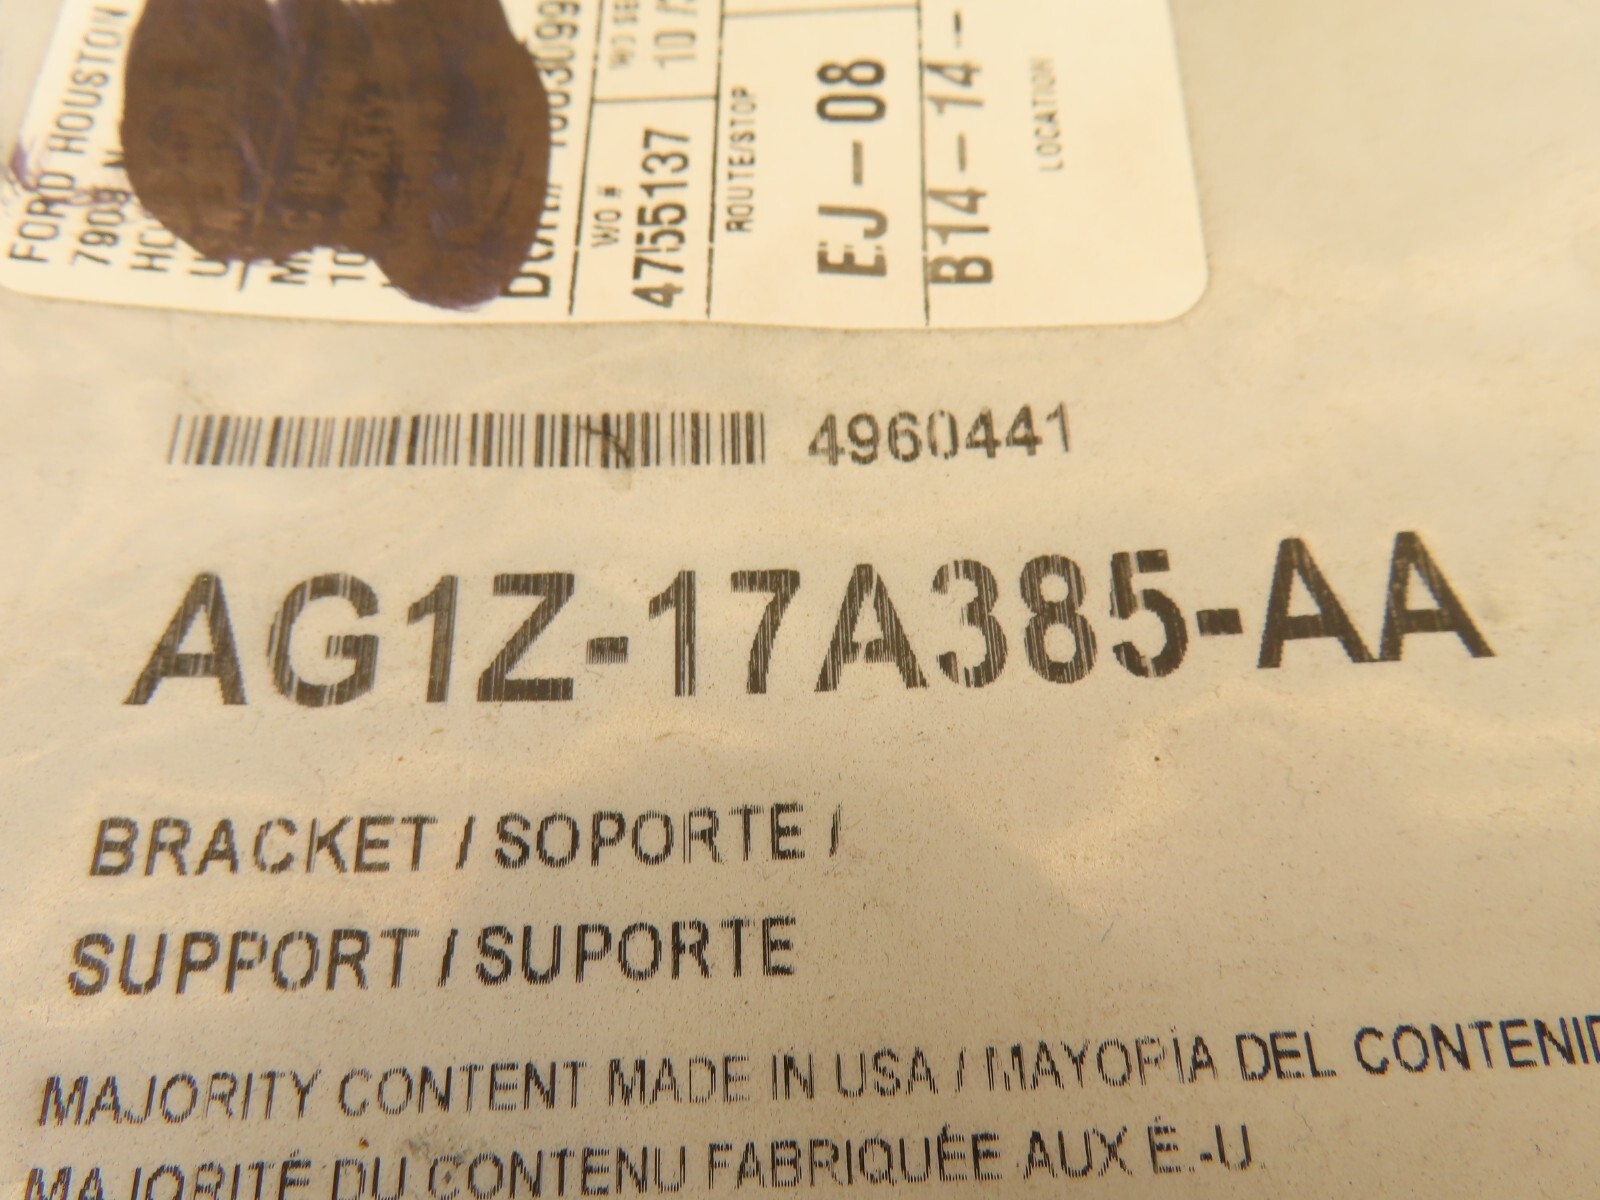 FORD HOUSTON
7909 N
WO #
4755137
10 /
ROUTE/STOP
EJ-08
B14-14-
LOCATION
4960441
AG1Z-17A385-AA
BRACKET / SOPORTE /
SUPPORT / SUPORTE
MAJORITY CONTENT MADE IN USA / MAYORÍA DEL CONTENID
MAJORITÉ DU CONTENU FABRIQUÉE AUX É.-U.